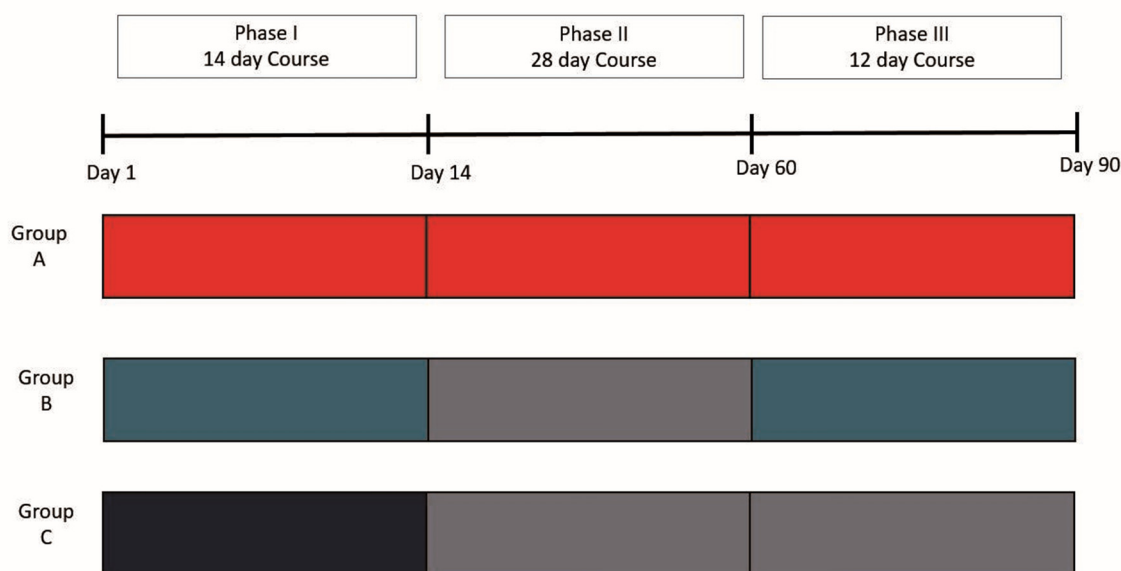 Phase I
14 day Course
Phase II
28 day Course
Phase III
12 day Course
Day 1
Day 14
Day 60
Day 90
Group
A
Group
B
Group
C